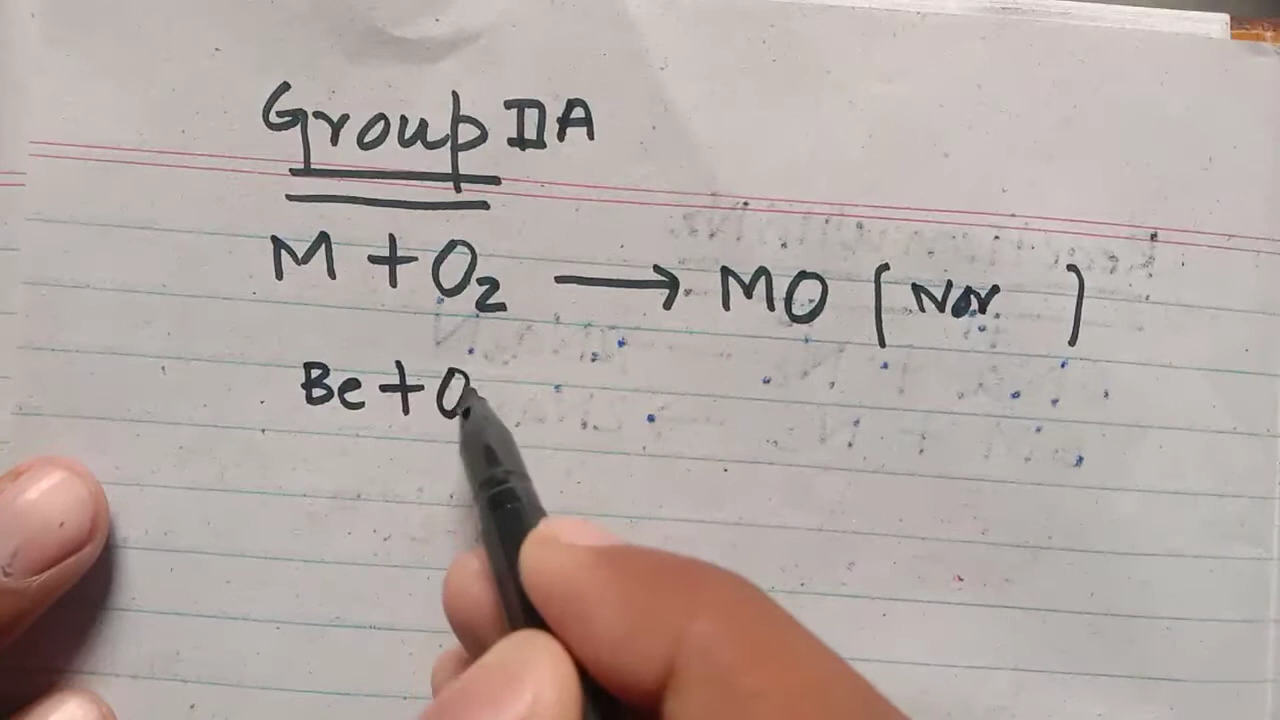 Group IIA
M + O₂ → MO ( Nor )
Be + O